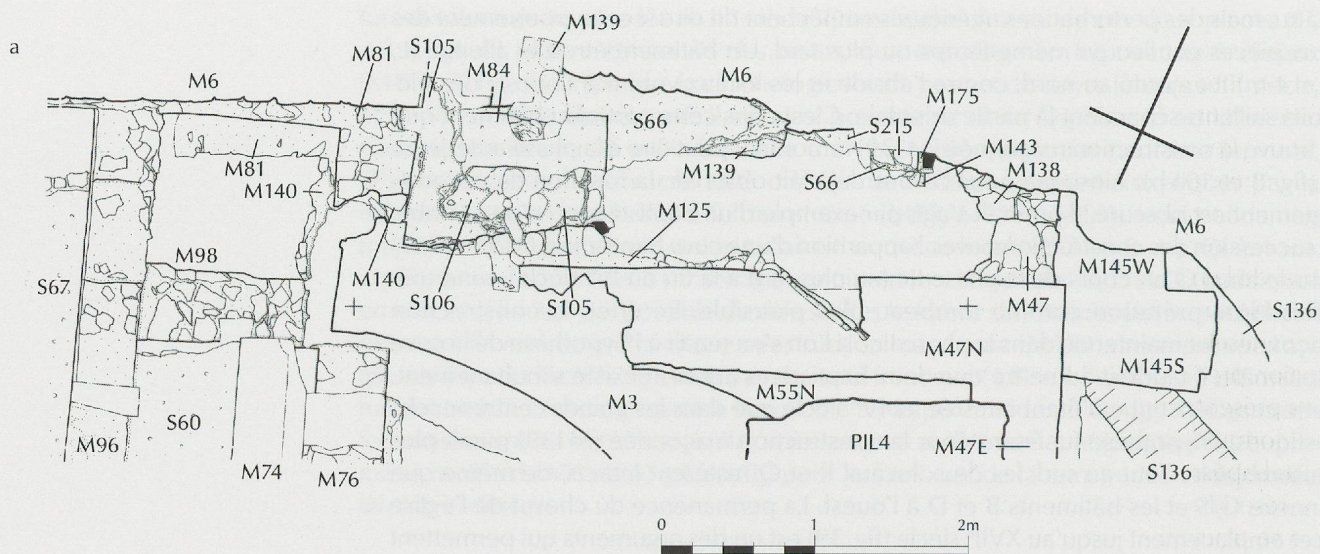 a
M139
M81
S105
M84
M6
M6
M175
S66
S215
M143
M81
M139
S66
M138
M140
M125
M6
M98
M145W
S67
M140
S106
S105
M47
S136
M47N
M145S
M3
M55N
S60
M96
PIL4
M47E
M74
M76
S136
0 1 2m